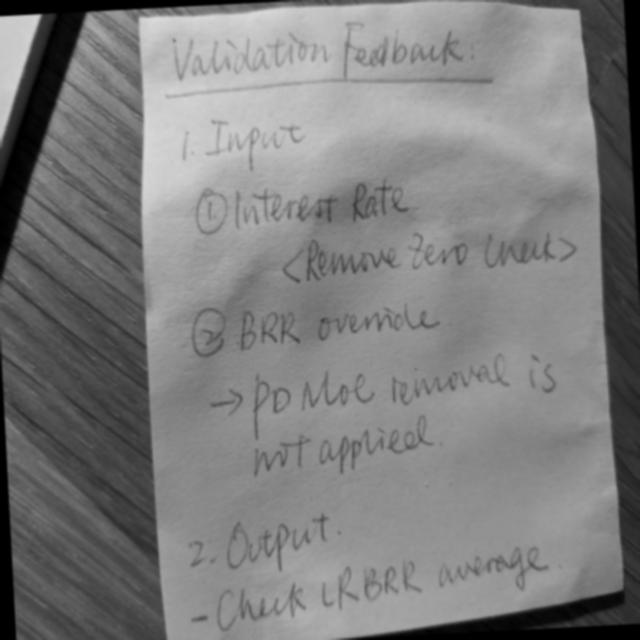 Validation Feedback:
1. Input
① Interest Rate
<Remove Zero Check>
② BRR override
→ PD MoC removal is
not applied.
2. Output.
- Check LRBRR average.